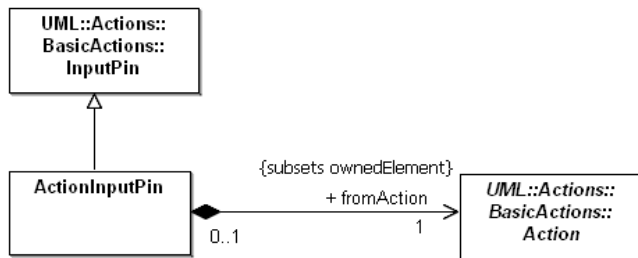 UML::Actions::
BasicActions::
InputPin
ActionInputPin
{subsets ownedElement}
+ fromAction
0..1
1
UML::Actions::
BasicActions::
Action